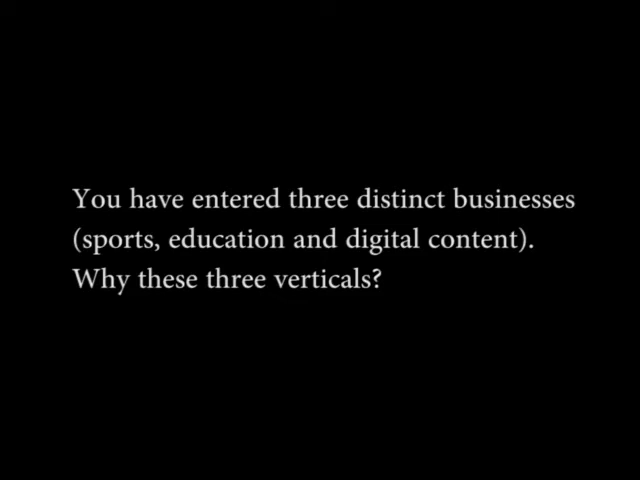 You have entered three distinct businesses
(sports, education and digital content).
Why these three verticals?